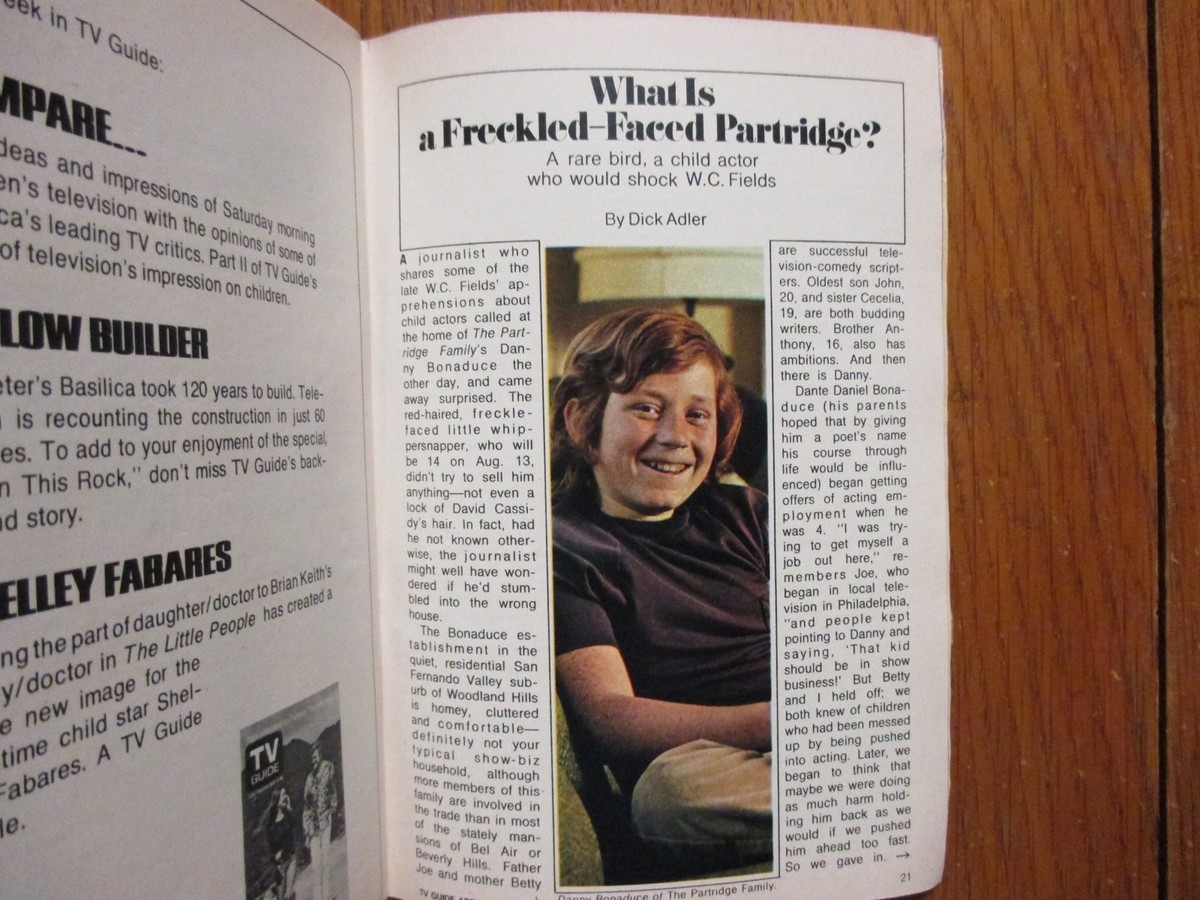 eek in TV Guide:
MPARE...
deas and impressions of Saturday morning
en's television with the opinions of some of
ca's leading TV critics. Part II of TV Guide's
of television's impression on children.
LOW BUILDER
eter's Basilica took 120 years to build. Tele-
is recounting the construction in just 60
es. To add to your enjoyment of the special,
n This Rock," don't miss TV Guide's back-
nd story.
ELLEY FABARES
ng the part of daughter/doctor to Brian Keith's
y/doctor in The Little People has created a
e new image for the
time child star Shel-
Fabares. A TV Guide
le.
TV
GUIDE
What Is
a Freckled-Faced Partridge?
A rare bird, a child actor
who would shock W.C. Fields
By Dick Adler
A journalist who
shares some of the
late W.C. Fields' ap-
prehensions about
child actors called at
the home of The Part-
ridge Family's Dan-
ny Bonaduce the
other day, and came
away surprised. The
red-haired, freckle-
faced little whip-
persnapper, who will
be 14 on Aug. 13,
didn't try to sell him
anything—not even a
lock of David Cassi-
dy's hair. In fact, had
he not known other-
wise, the journalist
might well have won-
dered if he'd stum-
bled into the wrong
house.
The Bonaduce es-
tablishment in the
quiet, residential San
Fernando Valley sub-
urb of Woodland Hills
is homey, cluttered
and comfortable—
definitely not your
typical show-biz
household, although
more members of this
family are involved in
the trade than in most
of the stately man-
sions of Bel Air or
Beverly Hills. Father
Joe and mother Betty
are successful tele-
vision-comedy script-
ers. Oldest son John,
20, and sister Cecelia,
19, are both budding
writers. Brother An-
thony, 16, also has
ambitions. And then
there is Danny.
Dante Daniel Bona-
duce (his parents
hoped that by giving
him a poet's name
his course through
life would be influ-
enced) began getting
offers of acting em-
ployment when he
was 4. "I was try-
ing to get myself a
job out here," re-
members Joe, who
began in local tele-
vision in Philadelphia,
"and people kept
pointing to Danny and
saying, 'That kid
should be in show
business!' But Betty
and I held off; we
both knew of children
who had been messed
up by being pushed
into acting. Later, we
began to think that
maybe we were doing
as much harm hold-
ing him back as we
would if we pushed
him ahead too fast.
So we gave in. →
Danny Bonaduce of The Partridge Family.
TV GUIDE
21